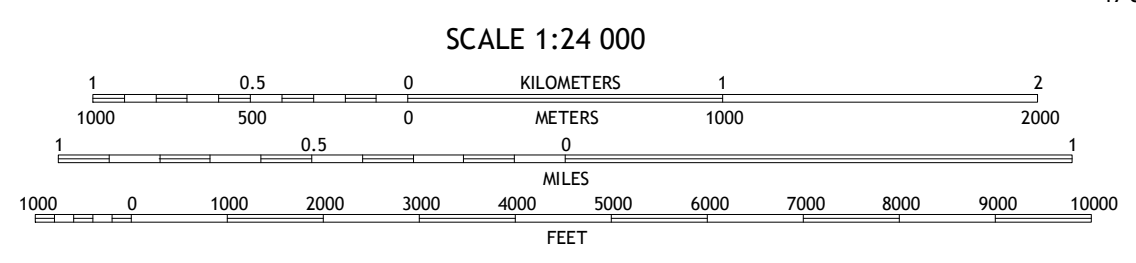 SCALE 1:24 000
1 0.5 0 KILOMETERS 1 2
1000 500 0 METERS 1000 2000
1 0.5 0 1
MILES
1000 0 1000 2000 3000 4000 5000 6000 7000 8000 9000 10000
FEET